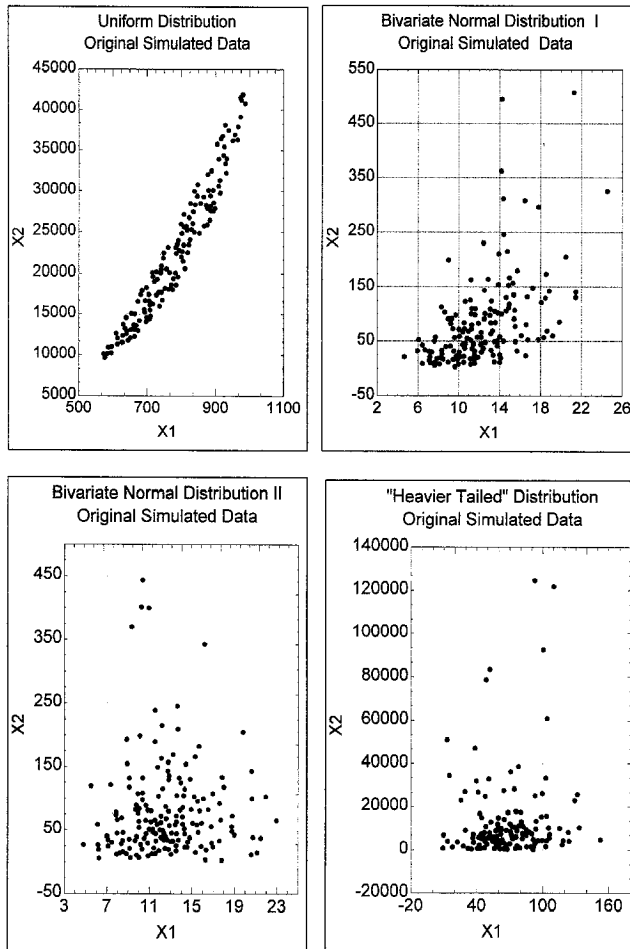 Uniform Distribution
Original Simulated Data
45000
40000
35000
30000
25000
20000
15000
10000
5000
X2
500 700 900 1100
X1
Bivariate Normal Distribution I
Original Simulated Data
550
450
350
250
150
50
-50
X2
2 6 10 14 18 22 26
X1
Bivariate Normal Distribution II
Original Simulated Data
450
350
250
150
50
-50
X2
3 7 11 15 19 23
X1
"Heavier Tailed" Distribution
Original Simulated Data
140000
120000
100000
80000
60000
40000
20000
0
-20000
X2
-20 40 100 160
X1